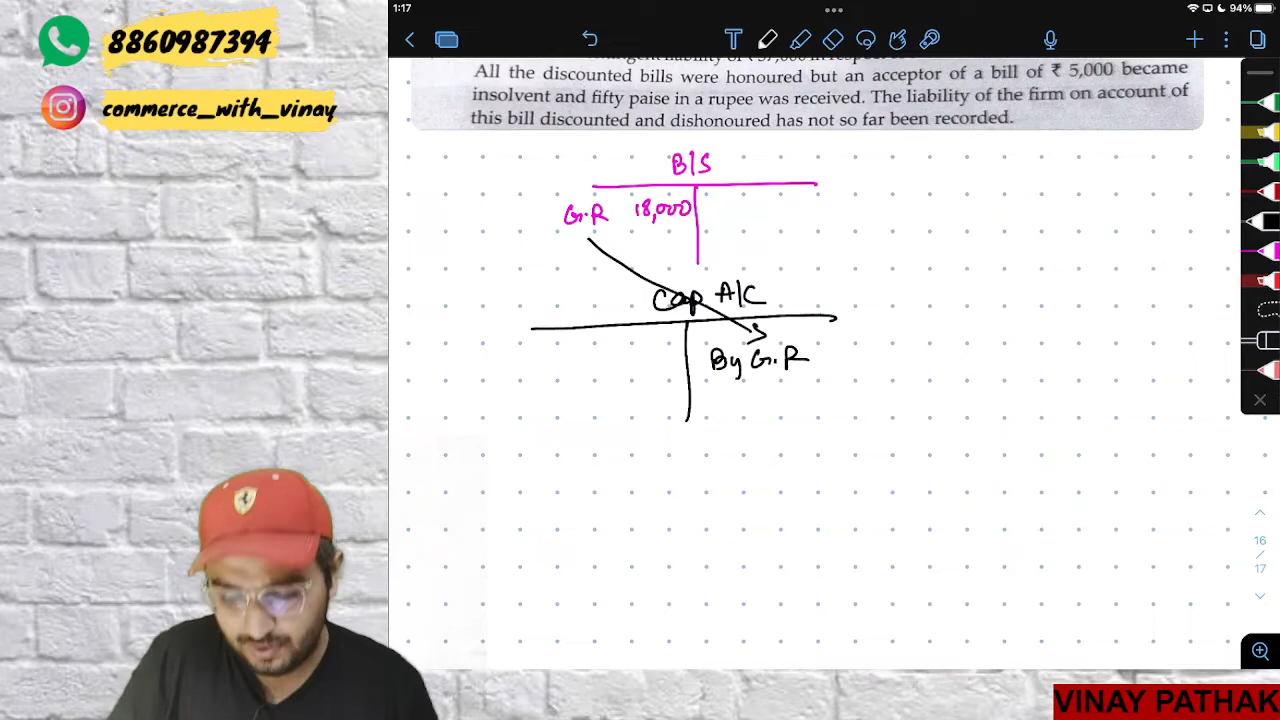 8860987394
commerce_with_vinay
1:17
94%
All the discounted bills were honoured but an acceptor of a bill of ₹ 5,000 became
insolvent and fifty paise in a rupee was received. The liability of the firm on account of
this bill discounted and dishonoured has not so far been recorded.
B/S
G.R 18,000
Cap A/C
By G.R
16
/
17
VINAY PATHAK